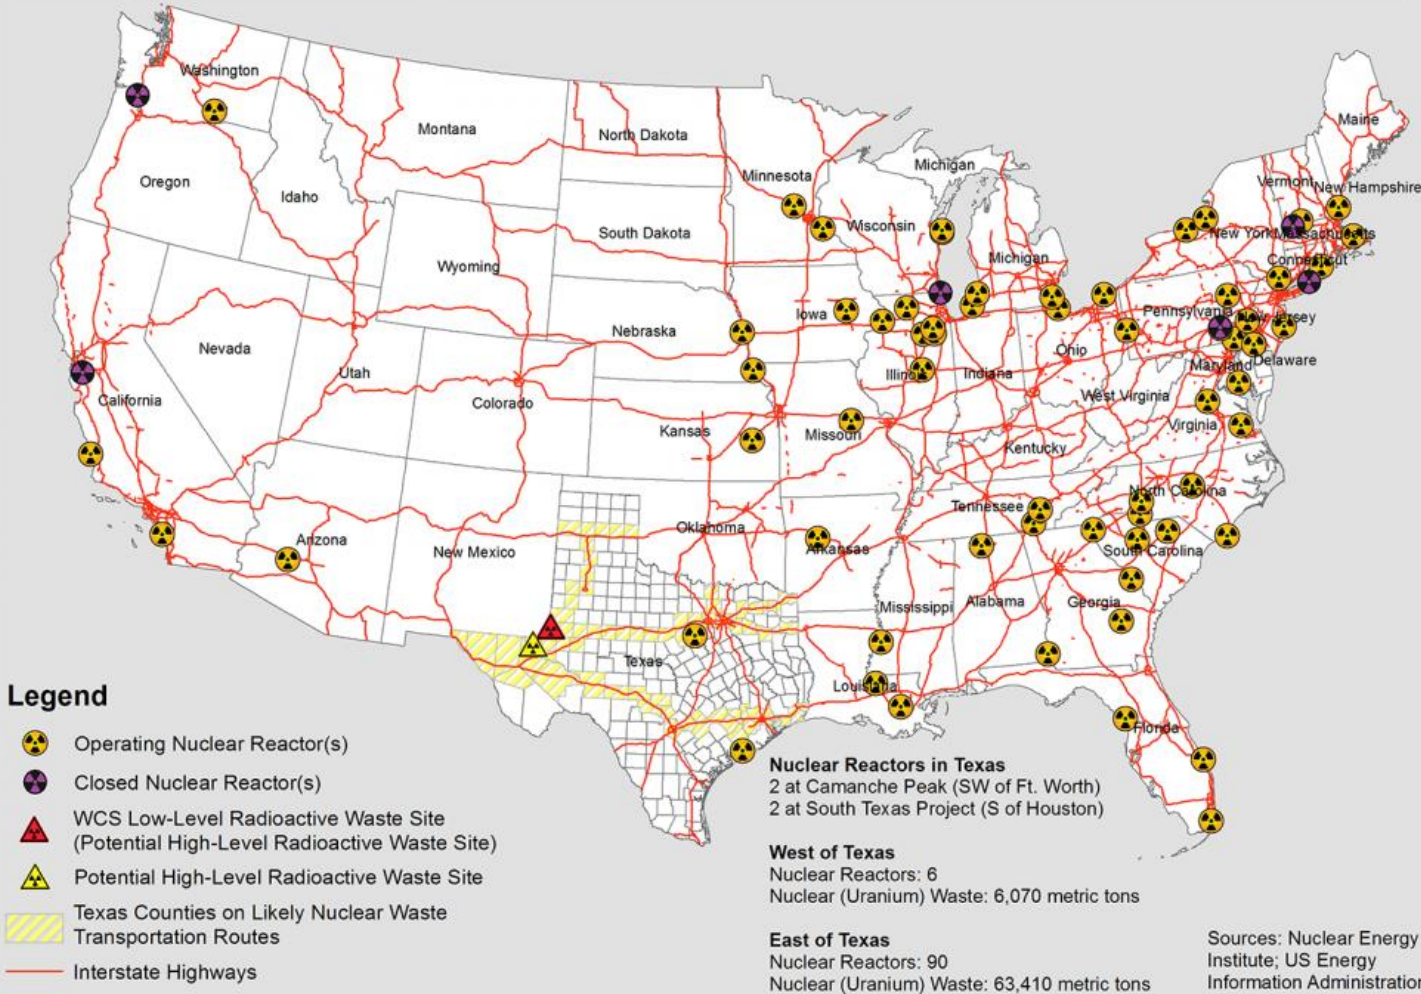 Washington
Montana
North Dakota
Minnesota
Michigan
Maine
Oregon
Idaho
Vermont
New Hampshire
South Dakota
Wisconsin
New York
Massachusetts
Wyoming
Michigan
Connecticut
Nebraska
Iowa
Pennsylvania
New Jersey
Nevada
Utah
Illinois
Indiana
Ohio
Maryland
Delaware
California
Colorado
West Virginia
Kansas
Missouri
Kentucky
Virginia
Tennessee
North Carolina
Arizona
New Mexico
Oklahoma
Arkansas
South Carolina
Mississippi
Alabama
Georgia
Texas
Louisiana
Florida
Legend
Operating Nuclear Reactor(s)
Closed Nuclear Reactor(s)
WCS Low-Level Radioactive Waste Site
(Potential High-Level Radioactive Waste Site)
Potential High-Level Radioactive Waste Site
Texas Counties on Likely Nuclear Waste
Transportation Routes
Interstate Highways
Nuclear Reactors in Texas
2 at Camanche Peak (SW of Ft. Worth)
2 at South Texas Project (S of Houston)
West of Texas
Nuclear Reactors: 6
Nuclear (Uranium) Waste: 6,070 metric tons
East of Texas
Nuclear Reactors: 90
Nuclear (Uranium) Waste: 63,410 metric tons
Sources: Nuclear Energy
Institute; US Energy
Information Administration